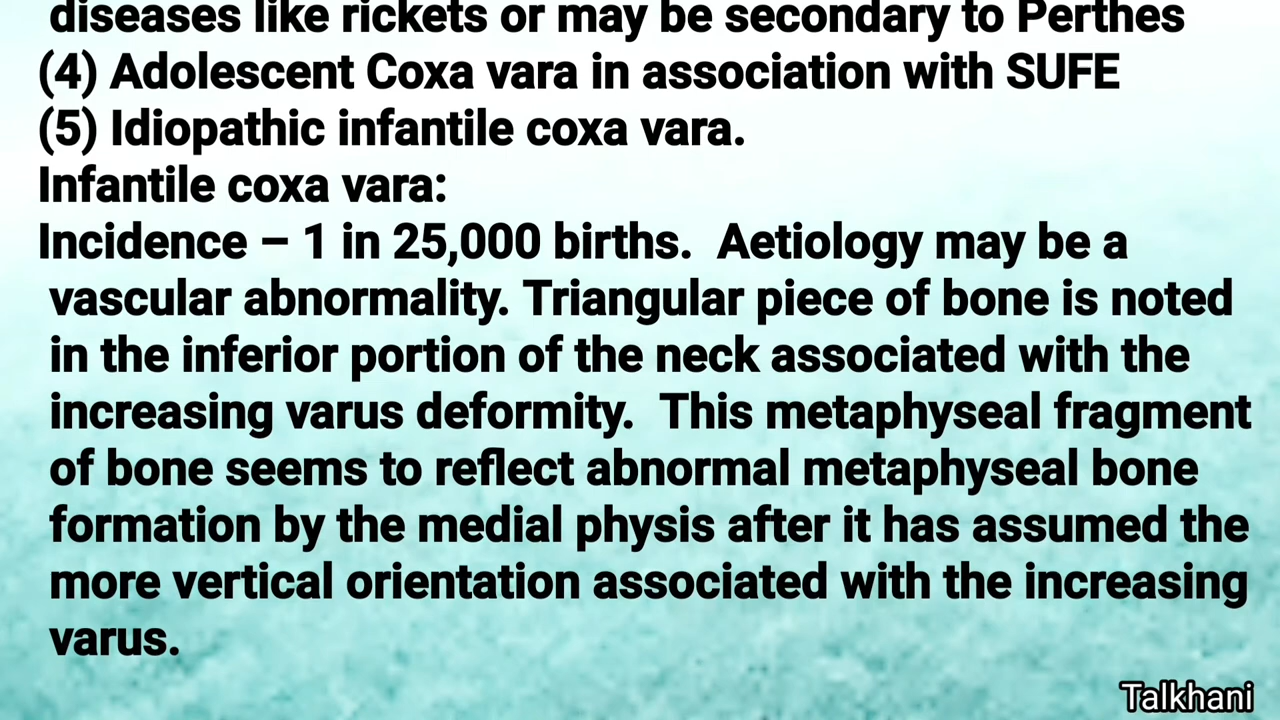 diseases like rickets or may be secondary to Perthes
(4) Adolescent Coxa vara in association with SUFE
(5) Idiopathic infantile coxa vara.
Infantile coxa vara:
Incidence – 1 in 25,000 births.  Aetiology may be a
vascular abnormality. Triangular piece of bone is noted
in the inferior portion of the neck associated with the
increasing varus deformity.  This metaphyseal fragment
of bone seems to reflect abnormal metaphyseal bone
formation by the medial physis after it has assumed the
more vertical orientation associated with the increasing
varus.
Talkhani